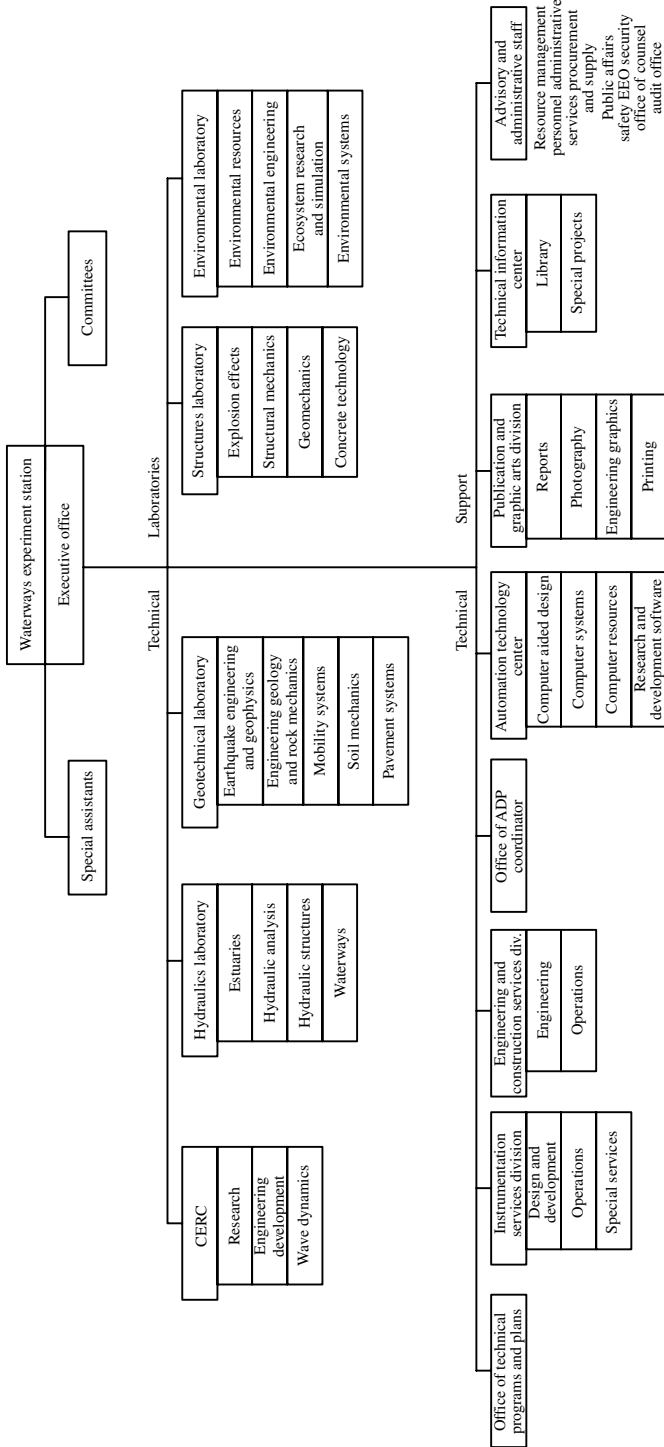 Waterways experiment station
Executive office
Special assistants
Committees
Technical
Laboratories
CERC
Research
Engineering
development
Wave dynamics
Hydraulics laboratory
Estuaries
Hydraulic analysis
Hydraulic structures
Waterways
Geotechnical laboratory
Earthquake engineering
and geophysics
Engineering geology
and rock mechanics
Mobility systems
Soil mechanics
Pavement systems
Structures laboratory
Explosion effects
Structural mechanics
Geomechanics
Concrete technology
Environmental laboratory
Environmental resources
Environmental engineering
Ecosystem research
and simulation
Environmental systems
Technical
Support
Office of technical
programs and plans
Instrumentation
services division
Design and
development
Operations
Special services
Engineering and
construction services div.
Engineering
Operations
Office of ADP
coordinator
Automation technology
center
Computer aided design
Computer systems
Computer resources
Research and
development software
Publication and
graphic arts division
Reports
Photography
Engineering graphics
Printing
Technical information
center
Library
Special projects
Advisory and
administrative staff
Resource management
personnel administrative
services procurement
and supply
Public affairs
safety EEO security
office of counsel
audit office